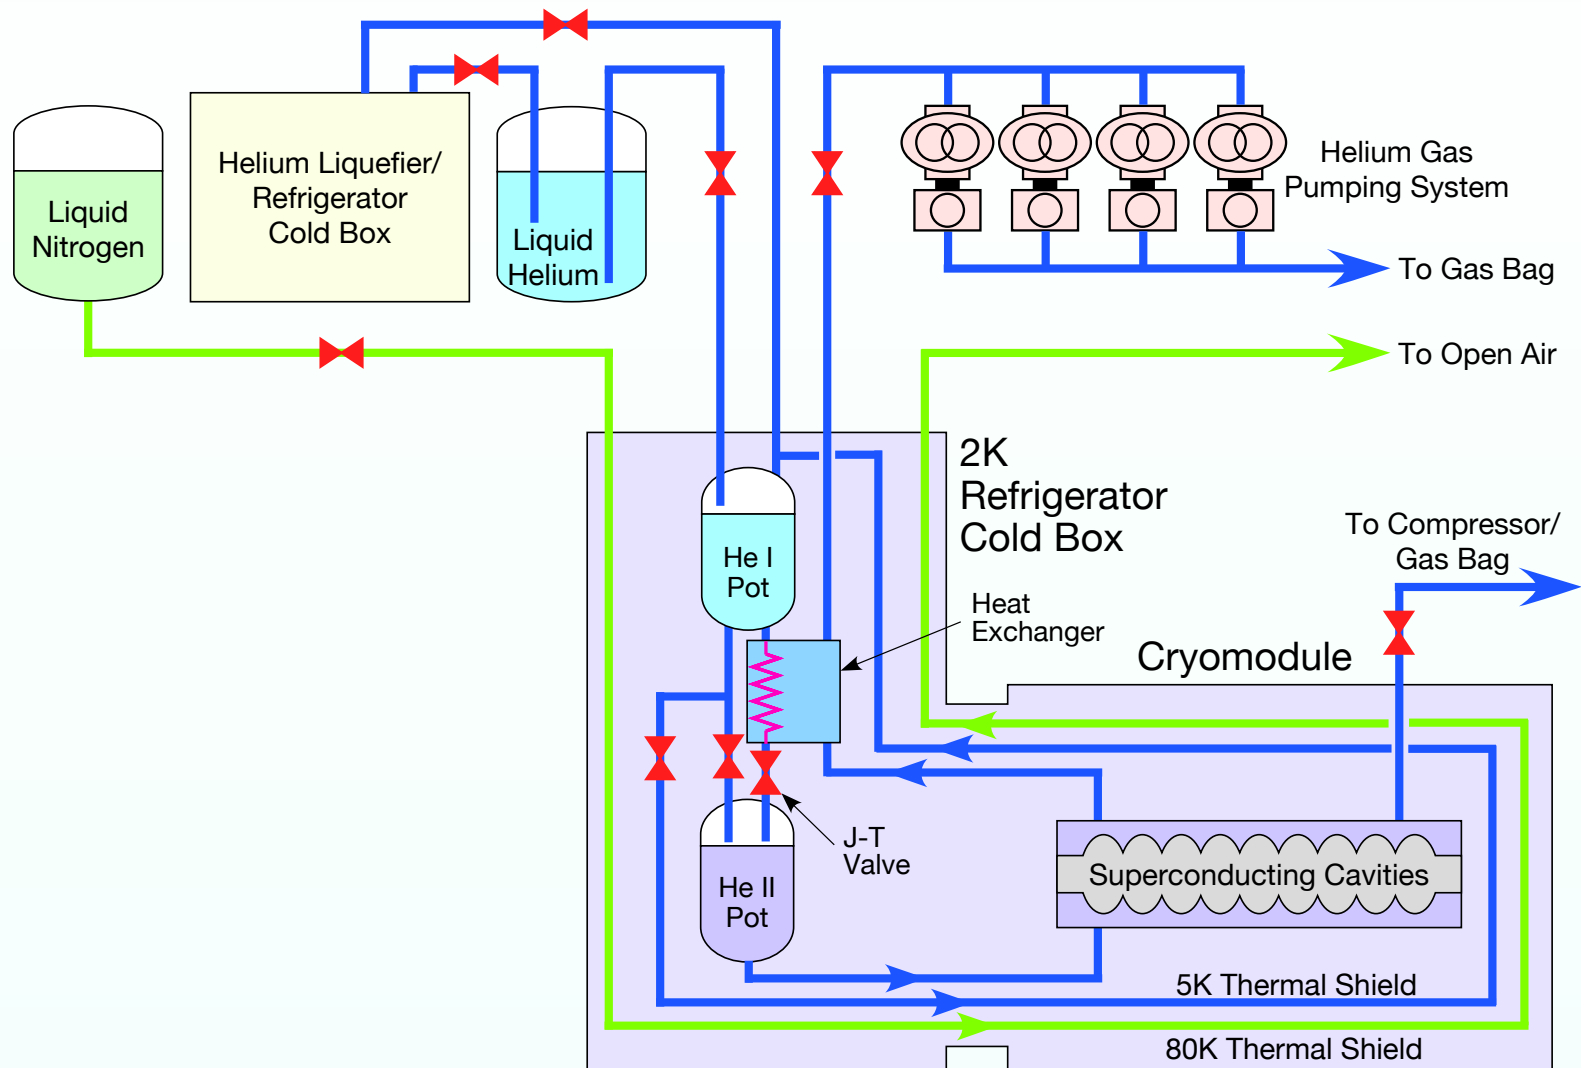 Liquid
Nitrogen
Helium Liquefier/
Refrigerator
Cold Box
Liquid
Helium
Helium Gas
Pumping System
To Gas Bag
To Open Air
2K
Refrigerator
Cold Box
To Compressor/
Gas Bag
He I
Pot
Heat
Exchanger
Cryomodule
J-T
Valve
He II
Pot
Superconducting Cavities
5K Thermal Shield
80K Thermal Shield